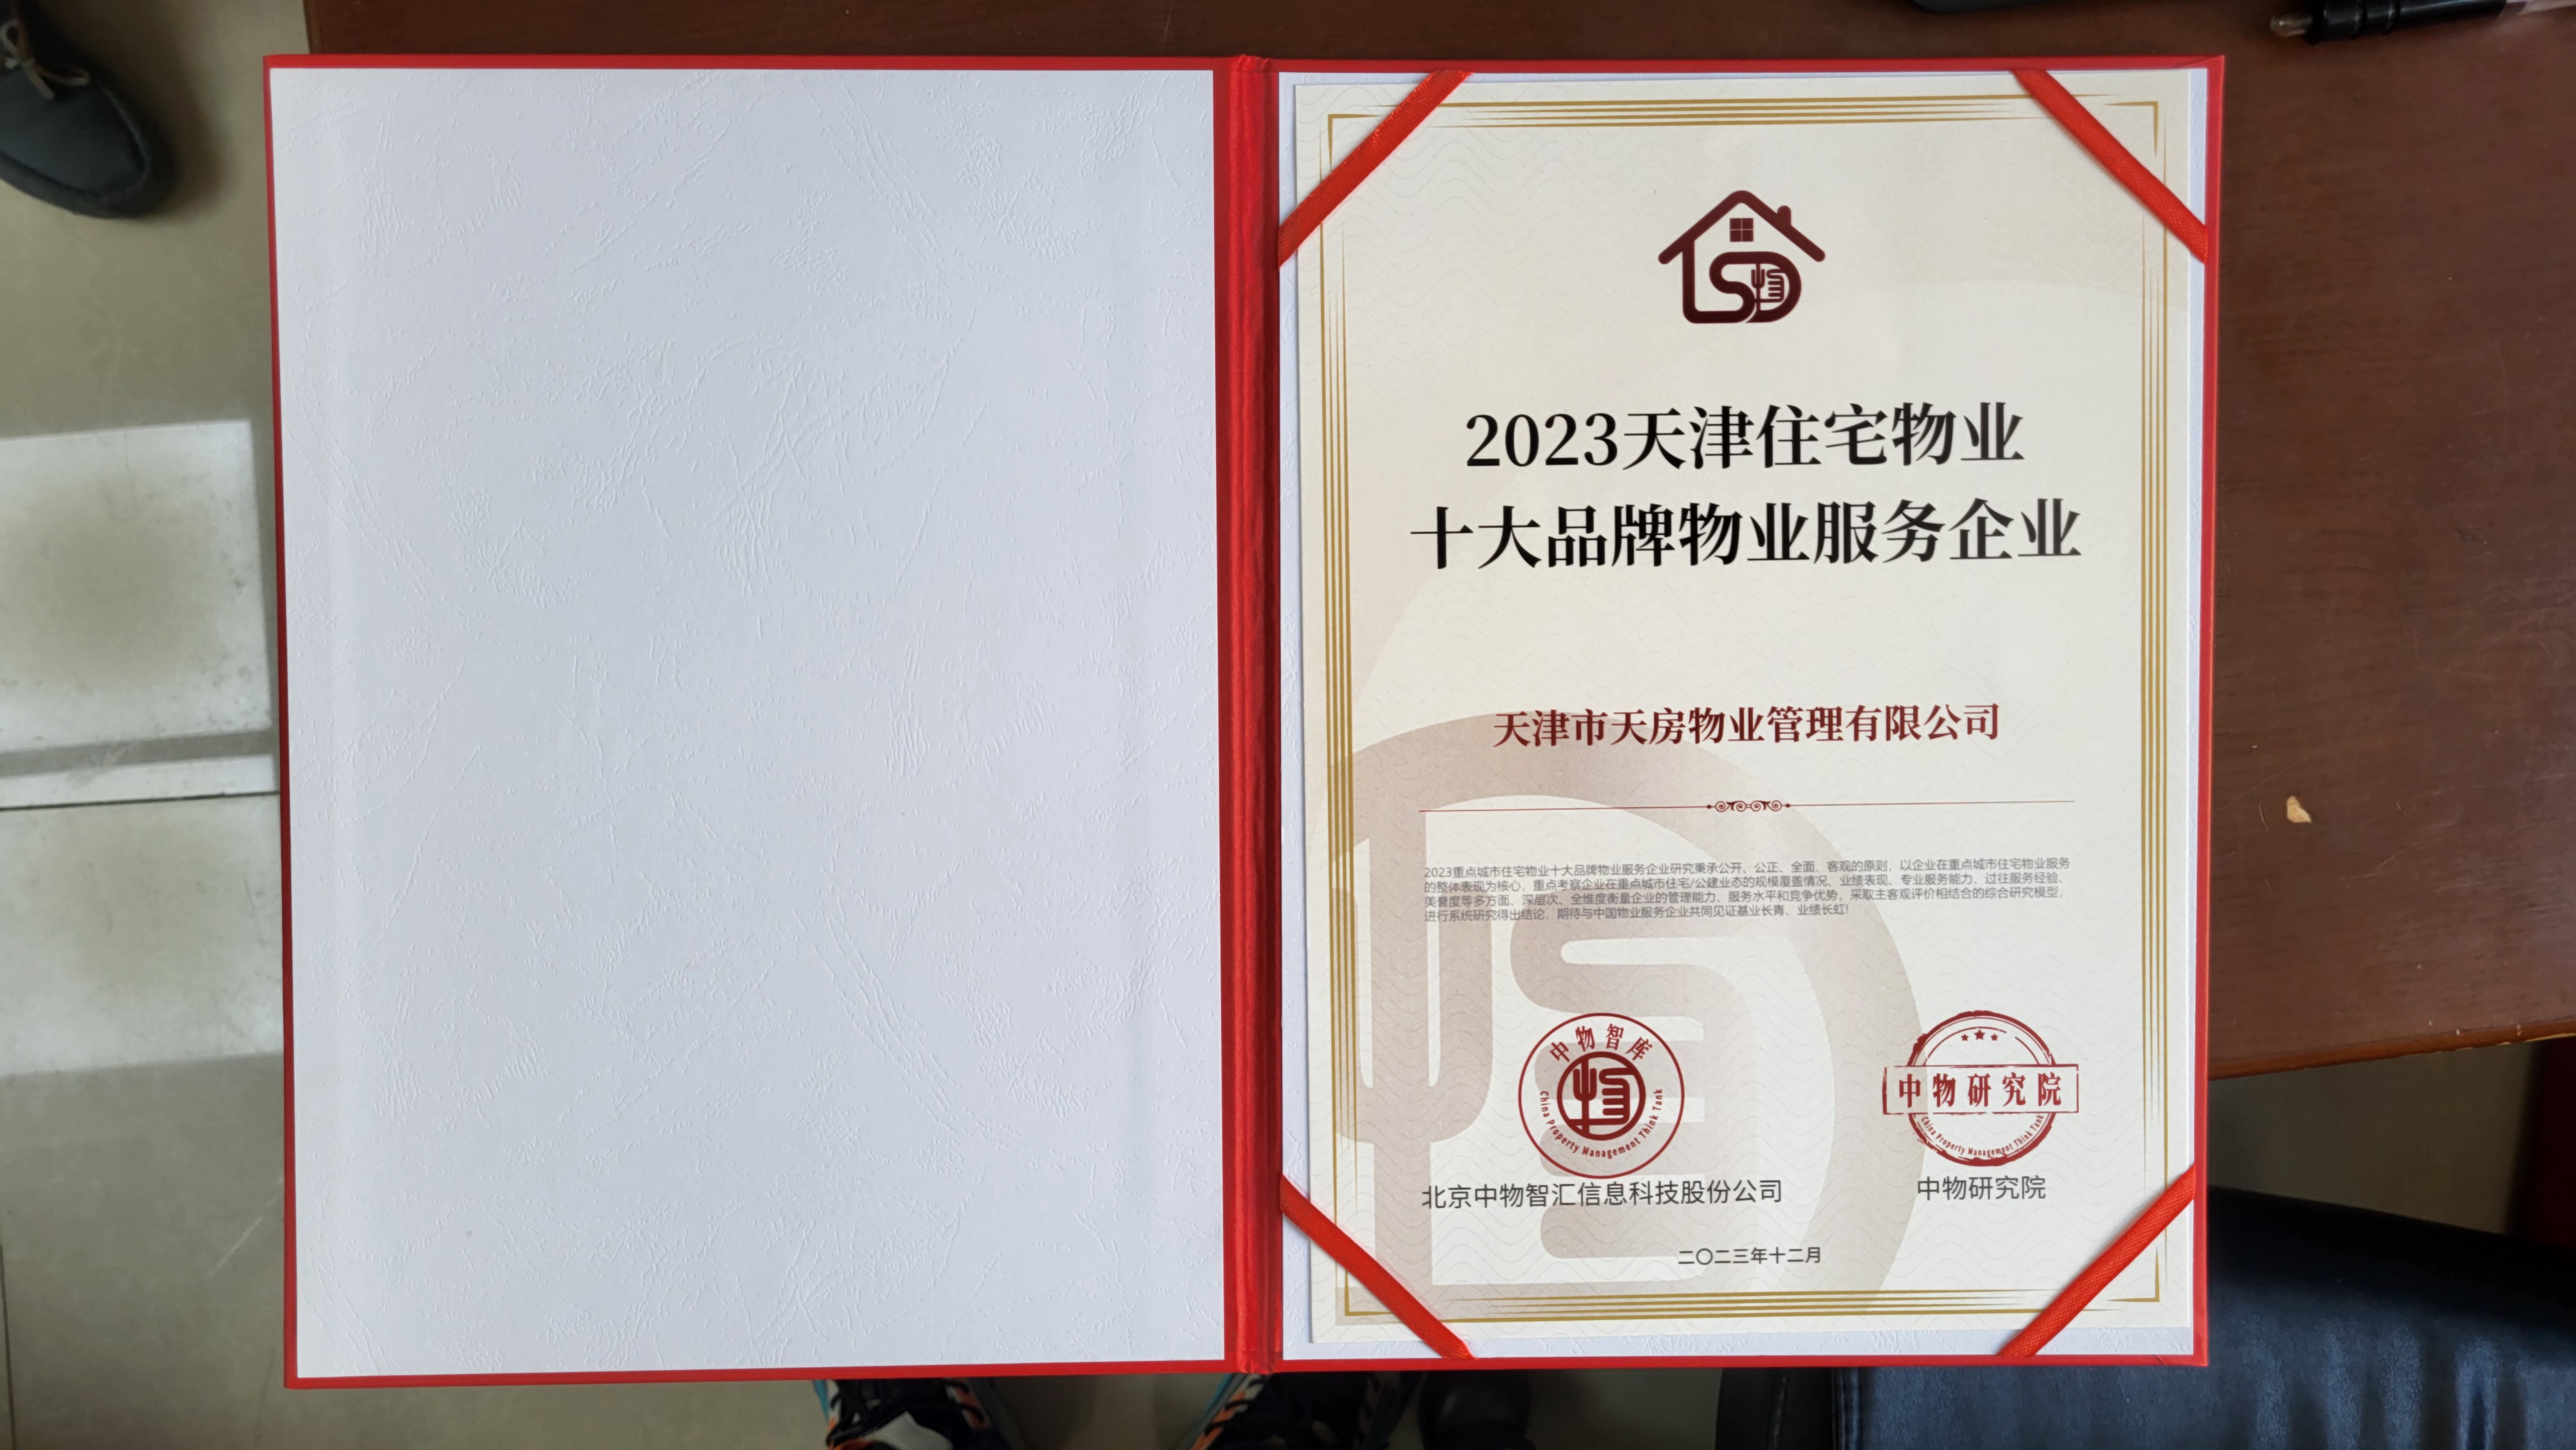 2023天津住宅物业
十大品牌物业服务企业
天津市天房物业管理有限公司
2023重点城市住宅物业十大品牌物业服务企业研究秉承公开、公正、全面、客观的原则，以企业在重点城市住宅物业服务
的整体表现为核心，重点考察企业在重点城市住宅/公建业态的规模覆盖情况、业绩表现、专业服务能力、过往服务经验、
美誉度等多方面、深层次、全维度衡量企业的管理能力、服务水平和竞争优势，采取主客观评价相结合的综合研究模型，
进行系统研究得出结论，期待与中国物业服务企业共同见证基业长青、业绩长虹!
中物智库
物
China Property Management Think Tank
中物研究院
China Property Management Think Tank
北京中物智汇信息科技股份公司
中物研究院
二〇二三年十二月